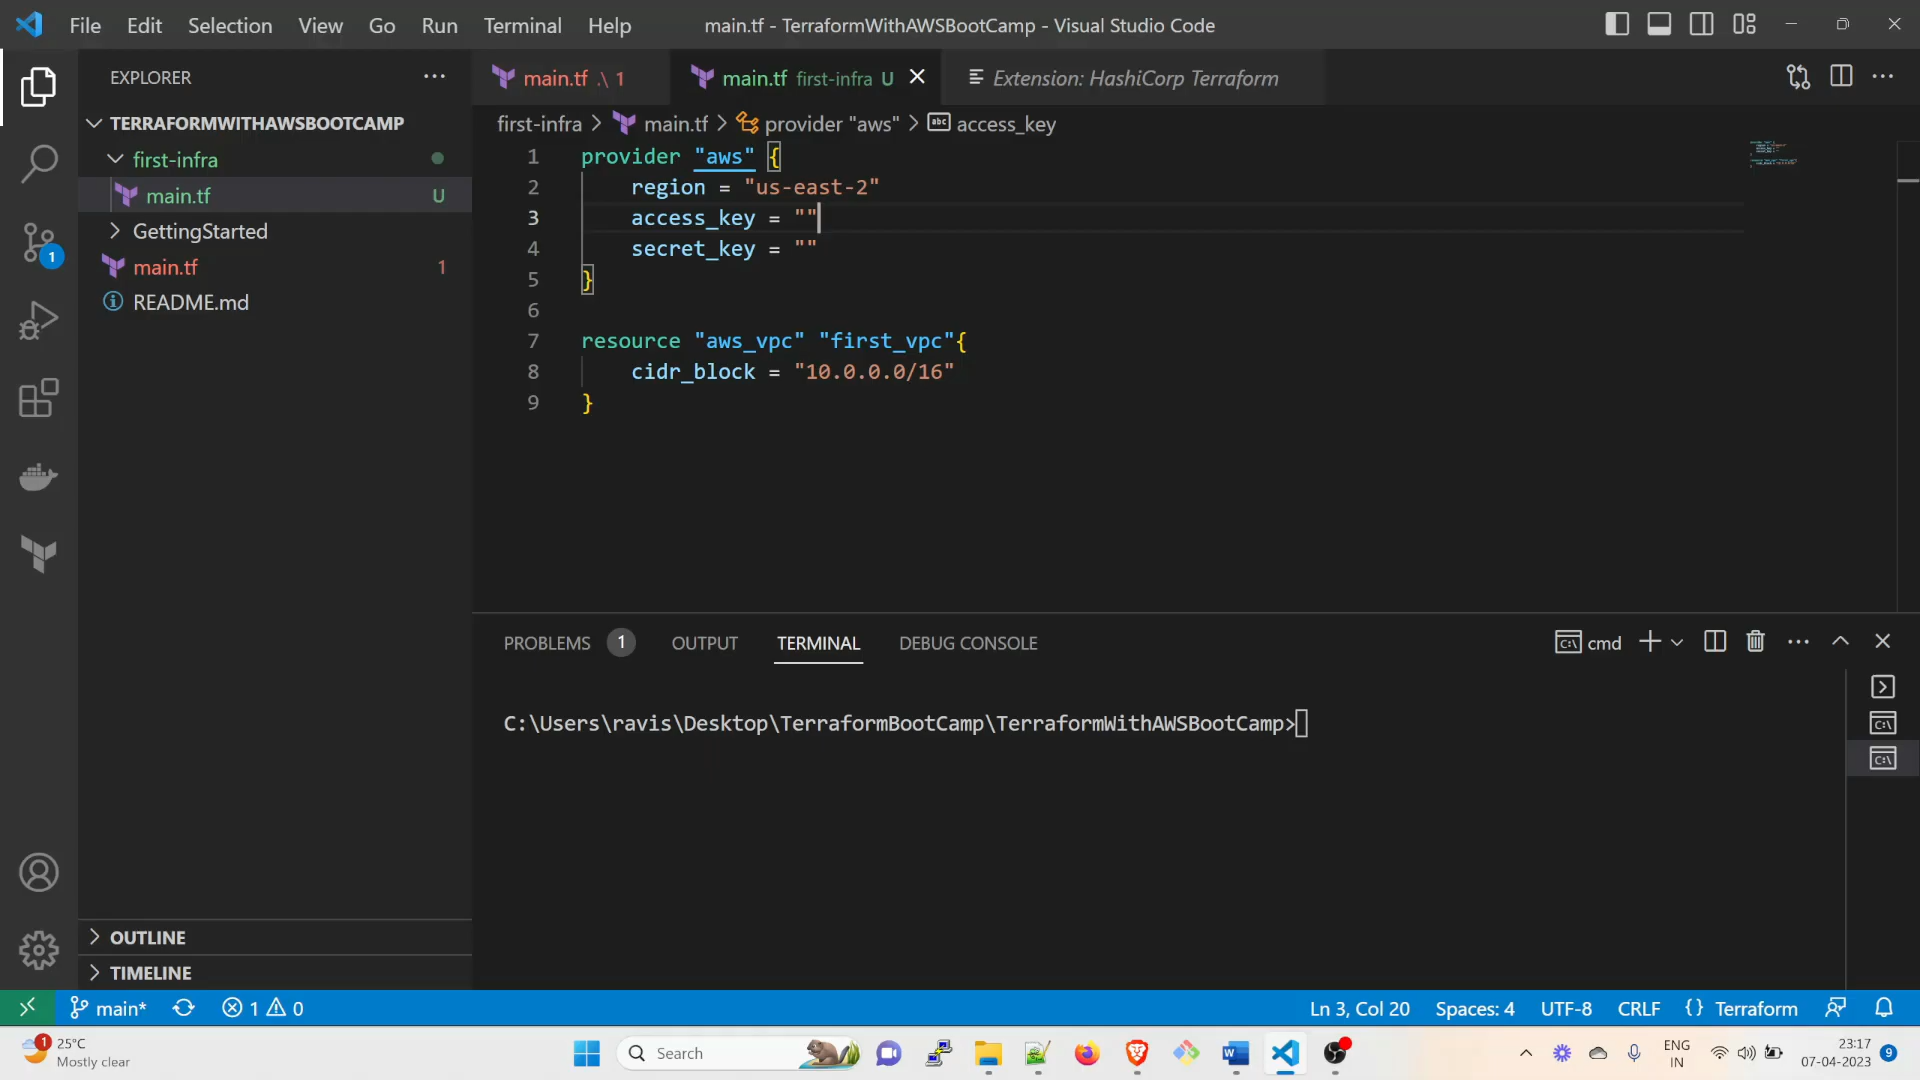 File Edit Selection View Go Run Terminal Help
main.tf - TerraformWithAWSBootCamp - Visual Studio Code
EXPLORER
TERRAFORMWITHAWSBOOTCAMP
first-infra
main.tf U
GettingStarted
main.tf 1
README.md
OUTLINE
TIMELINE
main.tf .\ 1
main.tf first-infra U
Extension: HashiCorp Terraform
first-infra > main.tf > provider "aws" > access_key
1 provider "aws" {
2 region = "us-east-2"
3 access_key = ""
4 secret_key = ""
5 }
6
7 resource "aws_vpc" "first_vpc"{
8 cidr_block = "10.0.0.0/16"
9 }
PROBLEMS 1 OUTPUT TERMINAL DEBUG CONSOLE
cmd
C:\Users\ravis\Desktop\TerraformBootCamp\TerraformWithAWSBootCamp>
1
main* 1 0
Ln 3, Col 20 Spaces: 4 UTF-8 CRLF {} Terraform
1
25°C
Mostly clear
Search
ENG
IN
23:17
07-04-2023
9